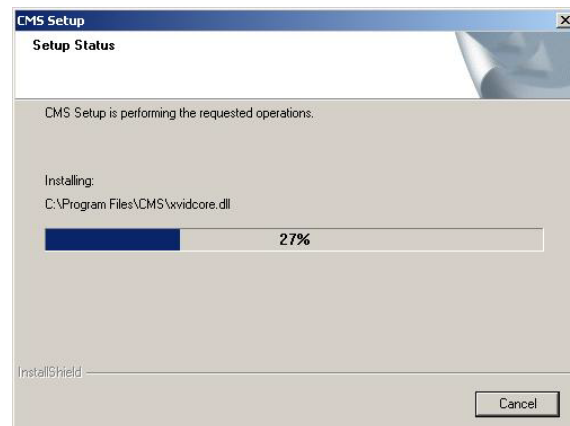 CMS Setup
Setup Status
CMS Setup is performing the requested operations.
Installing:
C:\Program Files\CMS\xvidcore.dll
27%
InstallShield
Cancel